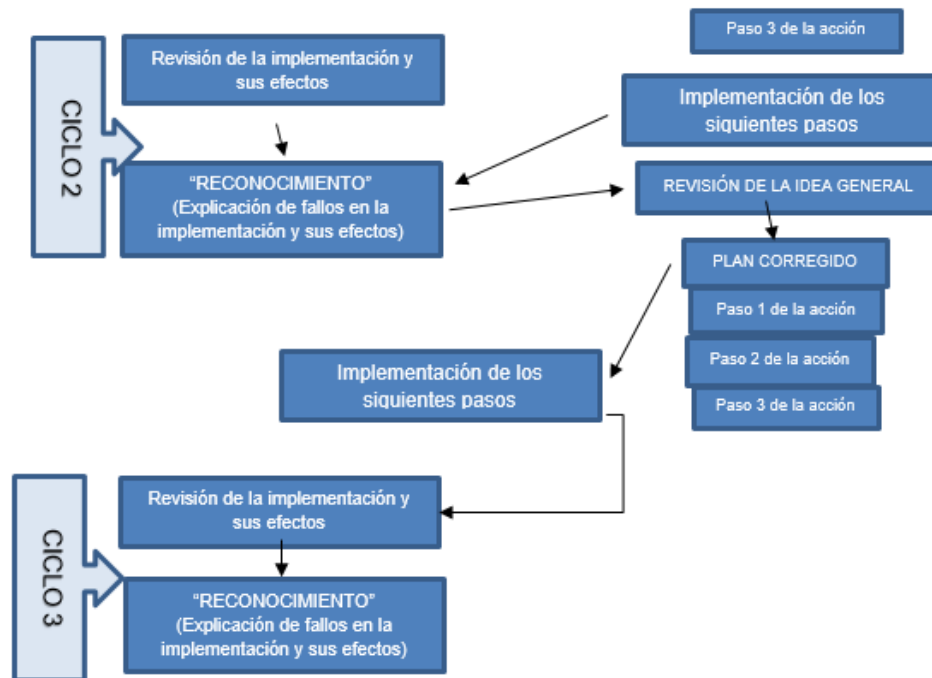 Paso 3 de la acción
CICLO 2
Revisión de la implementación y
sus efectos
Implementación de los
siguientes pasos
"RECONOCIMIENTO"
(Explicación de fallos en la
implementación y sus efectos)
REVISIÓN DE LA IDEA GENERAL
PLAN CORREGIDO
Paso 1 de la acción
Paso 2 de la acción
Paso 3 de la acción
Implementación de los
siguientes pasos
CICLO 3
Revisión de la implementación y
sus efectos
"RECONOCIMIENTO"
(Explicación de fallos en la
implementación y sus efectos)